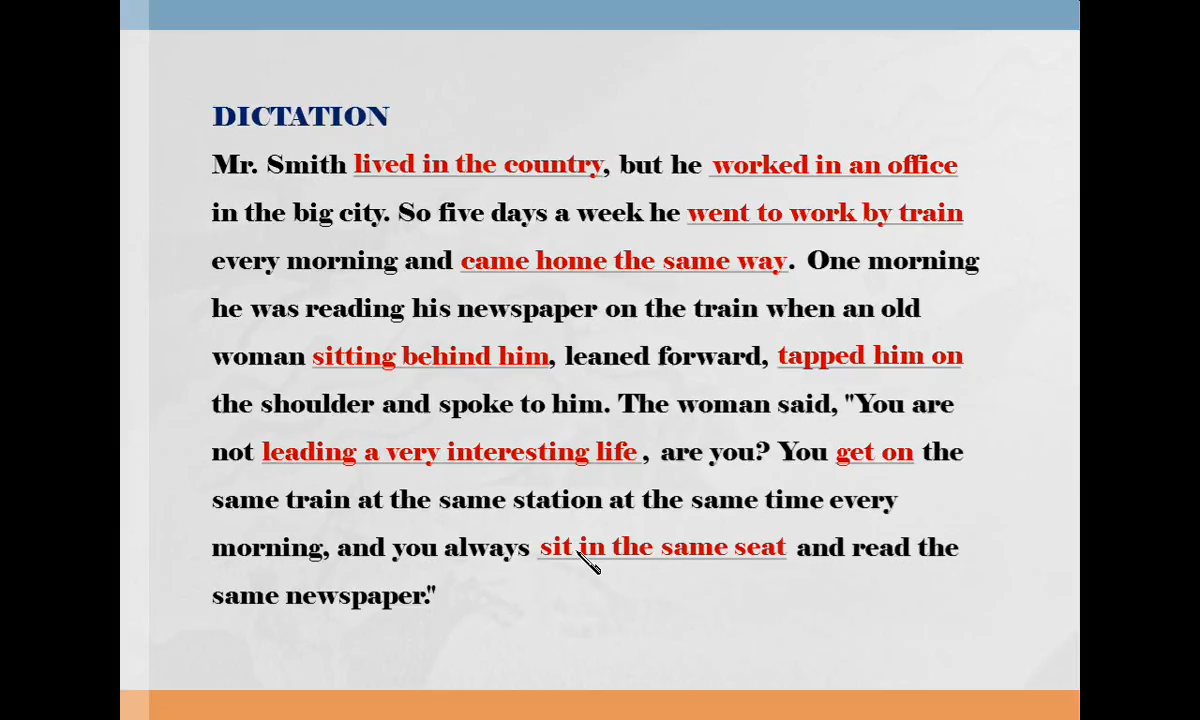 DICTATION
Mr. Smith lived in the country, but he worked in an office
in the big city. So five days a week he went to work by train
every morning and came home the same way. One morning
he was reading his newspaper on the train when an old
woman sitting behind him, leaned forward, tapped him on
the shoulder and spoke to him. The woman said, "You are
not leading a very interesting life, are you? You get on the
same train at the same station at the same time every
morning, and you always sit in the same seat and read the
same newspaper."